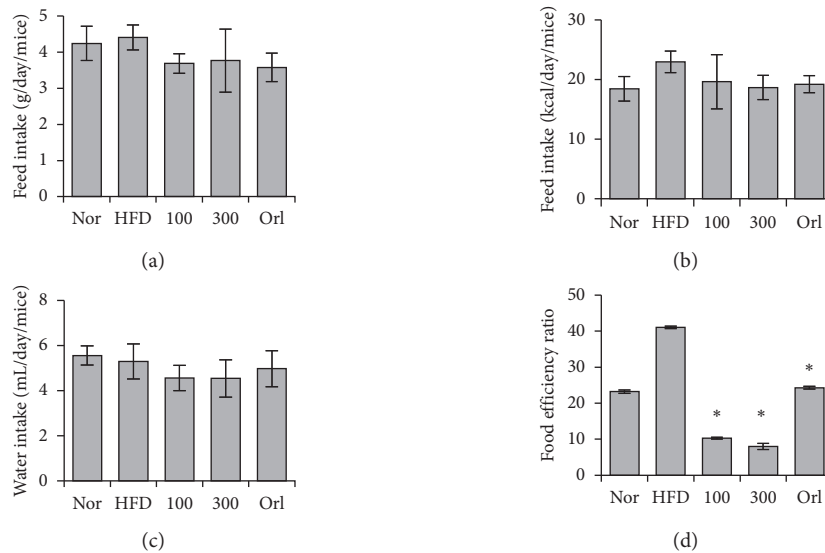 Feed intake (g/day/mice)
5
4
3
2
1
0
Nor HFD 100 300 Orl
(a)
Feed intake (kcal/day/mice)
30
20
10
0
Nor HFD 100 300 Orl
(b)
Water intake (mL/day/mice)
8
6
4
2
0
Nor HFD 100 300 Orl
(c)
Food efficiency ratio
50
40
30
20
10
0
* * *
Nor HFD 100 300 Orl
(d)